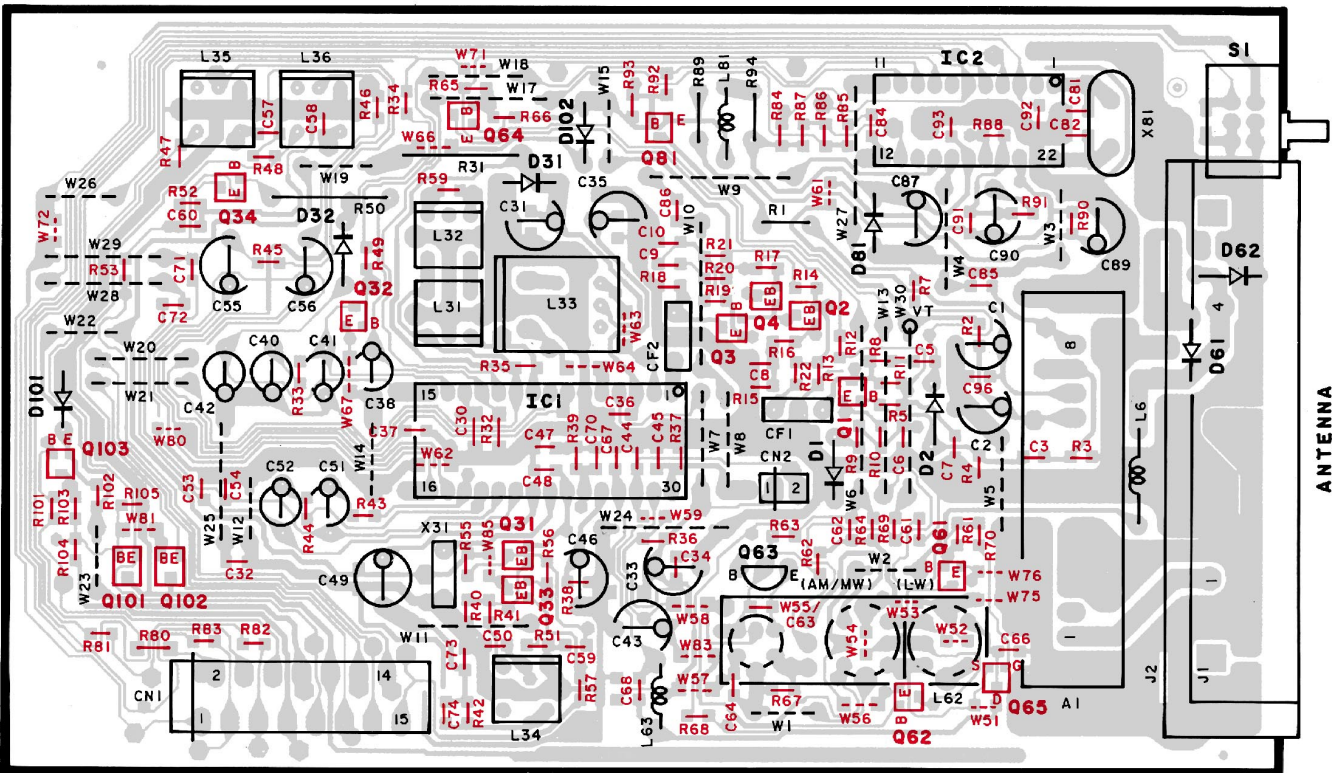 L35
L36
W71
W18
W17
R65
R66
B
E
Q64
W66
R31
R46
R34
C57
C58
R47
B
E
R48
R52
C60
Q34
W19
R50
D32
R49
W26
W72
W29
R53
W28
W22
W20
W21
C71
C72
R45
C55
C56
Q32
E
B
D102
W15
D31
R59
C31
C35
L32
L31
L33
R93
R92
R89
L81
R94
B
E
Q81
W9
R84
R87
R86
R85
W61
W27
R1
C86
W10
C10
C9
R18
R21
R20
R19
R17
R14
EB
Q4
EB
Q2
B
E
Q3
IC2
11
1
12
22
C84
C93
R88
C92
C81
C82
X81
S1
D81
C87
C91
C90
R91
W3
R90
C89
W4
C85
R7
D62
4
D61
ANTENNA
W13
W30
VT
R2
C1
8
W63
CF2
R35
W64
R16
C8
R22
R13
R12
R8
R11
C5
C96
R15
CF1
E
B
Q1
R5
D2
C2
C40
C41
C42
R33
W67
C38
D101
B
E
Q103
W80
C37
15
IC1
1
16
30
C30
R32
W62
C47
C48
R39
C70
C67
C44
C36
C45
R37
W7
W8
CN2
1
2
D1
R9
R10
C6
C7
R4
C3
R3
L6
W14
C52
C51
C53
C54
R44
R43
W25
W12
C32
R101
R103
R102
R105
W81
R104
W23
BE
Q101
BE
Q102
C49
X31
R55
W85
Q31
EB
EB
Q33
R56
R40
R41
R38
C46
W24
W59
R36
C34
C33
C43
R63
W6
C62
R64
R69
C61
Q61
B
E
R61
R70
W5
Q63
B
E
R62
W2
(AM/MW)
(LW)
W76
W75
W55/
C63
W53
W54
W52
C66
S
G
D
Q65
W58
W83
W57
R68
C64
R67
W1
W56
E
B
Q62
L62
W51
W11
C50
R51
C59
C73
C74
R42
L34
R57
C68
L63
R81
R80
R83
R82
CN1
2
14
1
15
1
A1
J2
J1
1